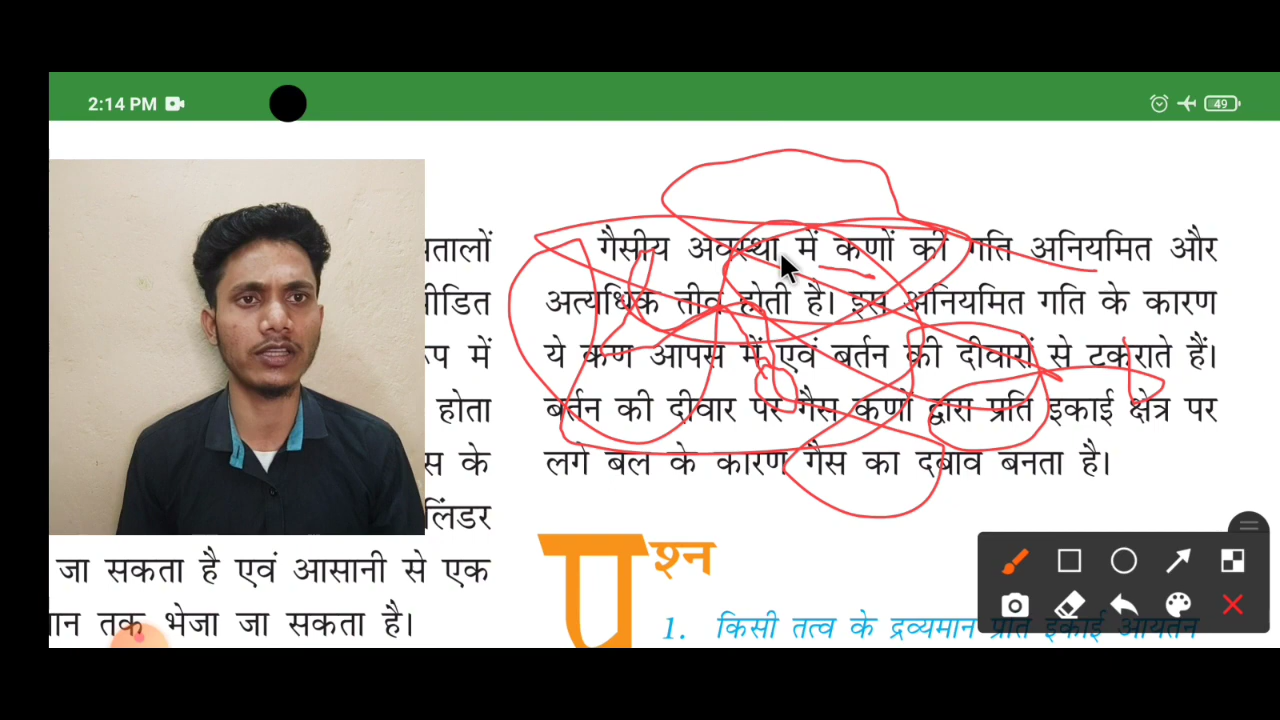 2:14 PM
49
तालों
गैसीय अवस्था में कणों की गति अनियमित और
अत्यधिक तीव्र होती है। इस अनियमित गति के कारण
ये कण आपस में एवं बर्तन की दीवारों से टकराते हैं।
बर्तन की दीवार पर गैस कणों द्वारा प्रति इकाई क्षेत्र पर
लगे बल के कारण गैस का दबाव बनता है।
ीडित
में
होता
स के
लिंडर
जा सकता है एवं आसानी से एक
तक भेजा जा सकता है।
प्रश्न
1. किसी तत्व के द्रव्यमान प्रति इकाई आयतन